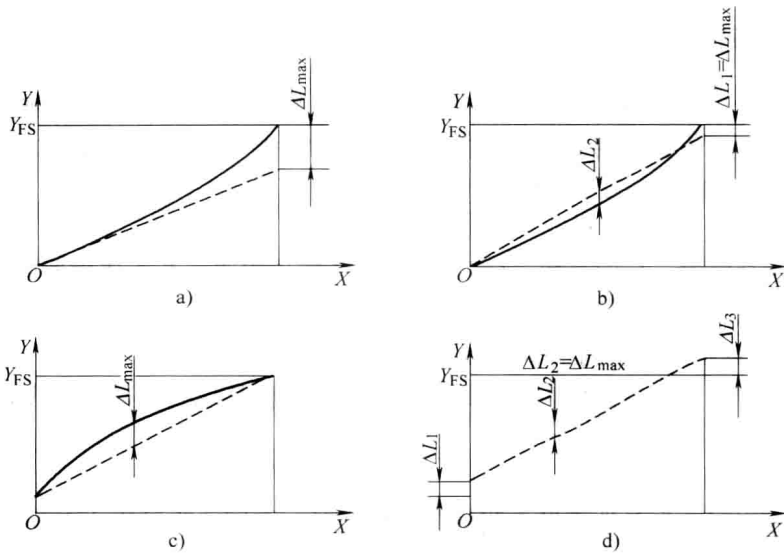 ΔLmax
Y
YFS
O
X
a)
ΔL1=ΔLmax
Y
YFS
ΔL2
O
X
b)
ΔLmax
Y
YFS
O
X
c)
ΔL3
Y
YFS
ΔL2=ΔLmax
ΔL2
ΔL1
O
X
d)